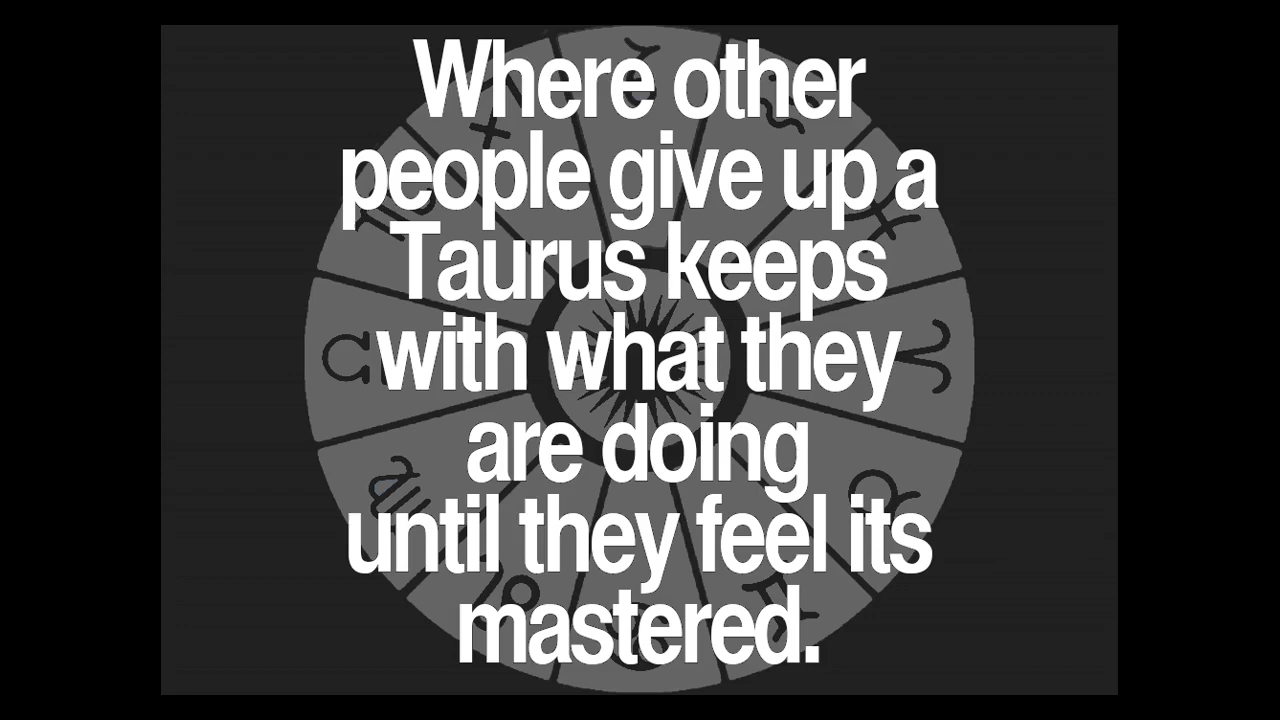 Where other
people give up a
Taurus keeps
with what they
are doing
until they feel its
mastered.